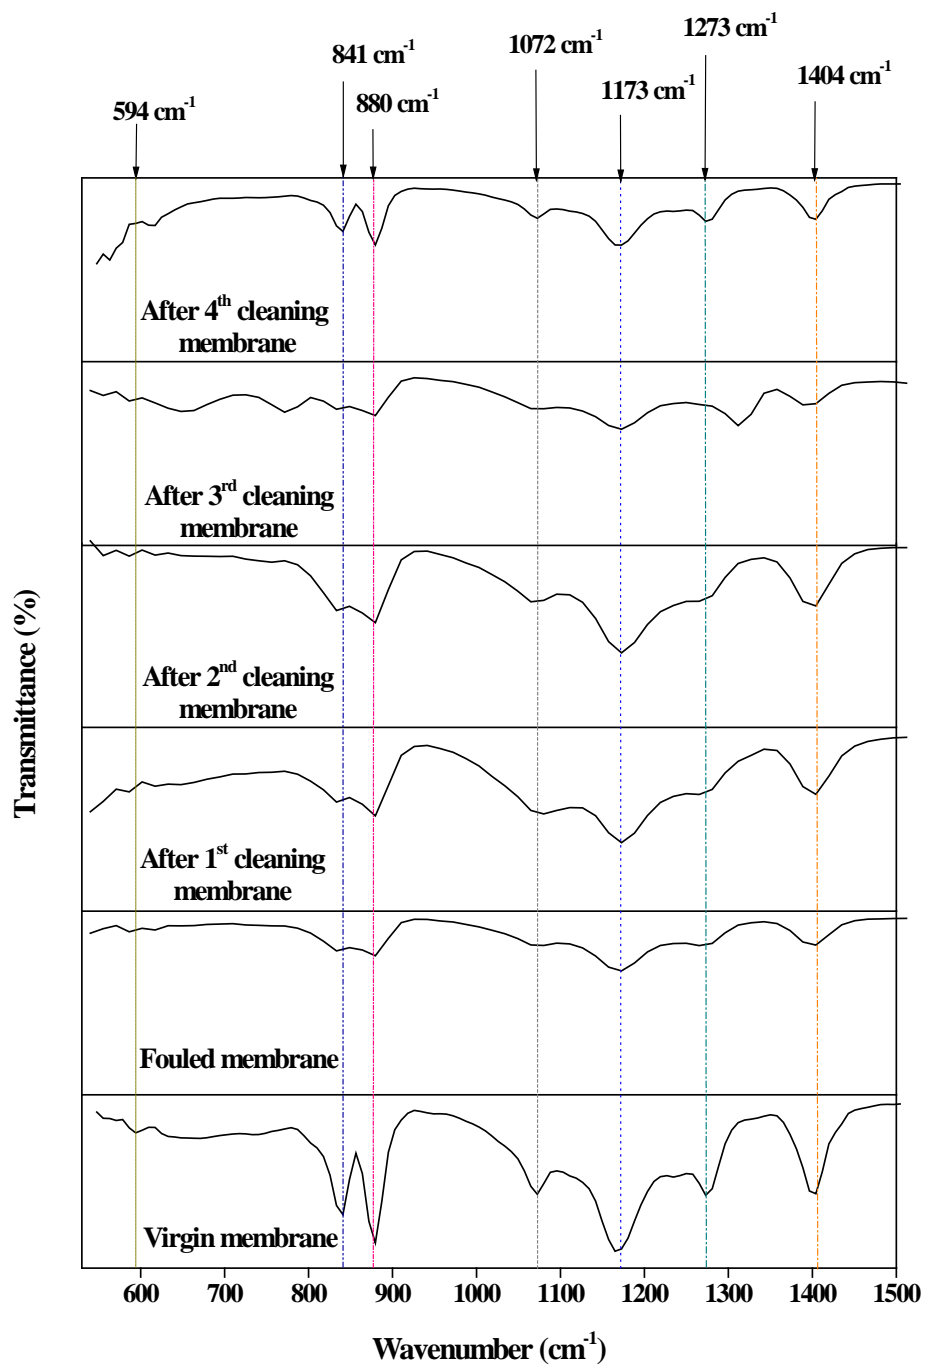 1273 cm-1
1072 cm-1
841 cm-1
1404 cm-1
1173 cm-1
880 cm-1
594 cm-1
After 4th cleaning
membrane
After 3rd cleaning
membrane
After 2nd cleaning
membrane
After 1st cleaning
membrane
Fouled membrane
Virgin membrane
Transmittance (%)
600 700 800 900 1000 1100 1200 1300 1400 1500
Wavenumber (cm-1)